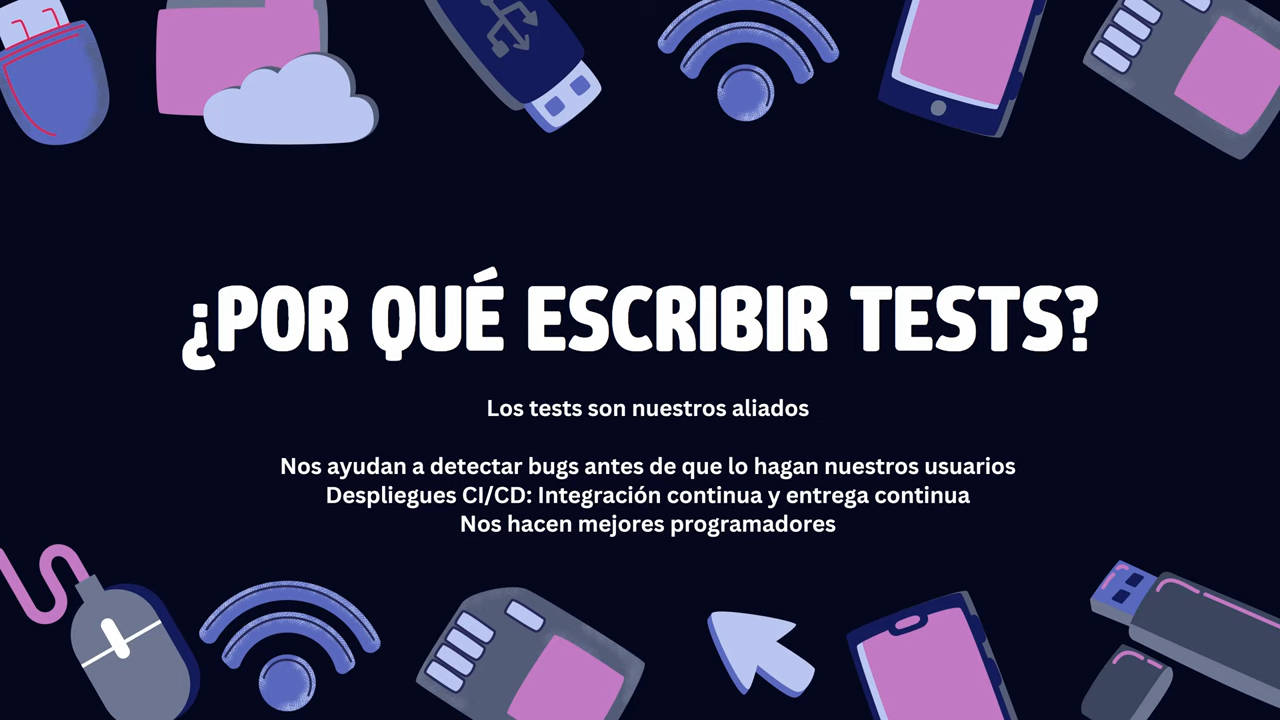 ¿POR QUÉ ESCRIBIR TESTS?
Los tests son nuestros aliados
Nos ayudan a detectar bugs antes de que lo hagan nuestros usuarios
Despliegues CI/CD: Integración continua y entrega continua
Nos hacen mejores programadores